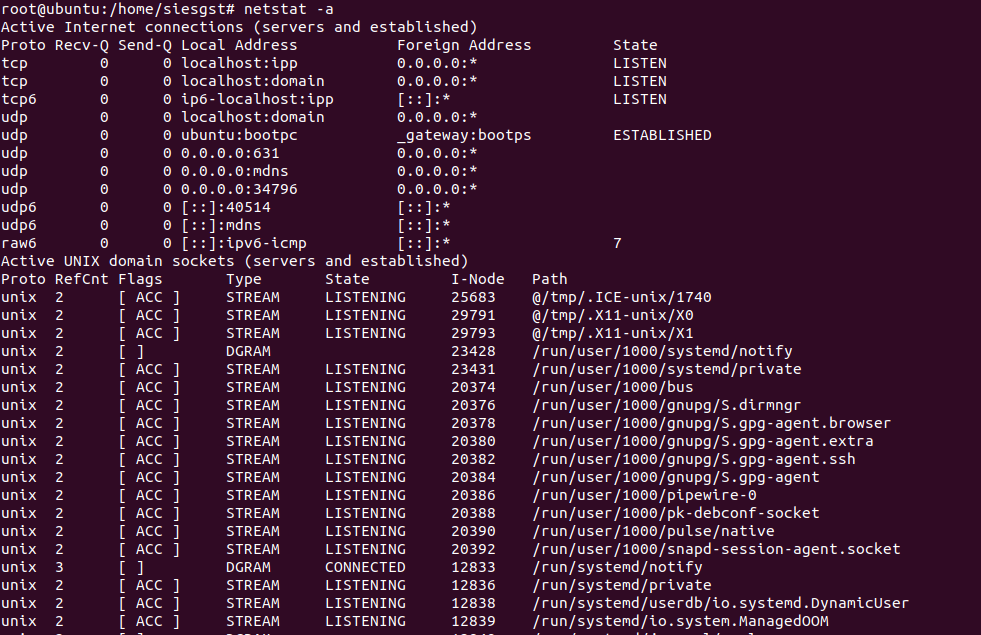 root@ubuntu:/home/siesgst# netstat -a
Active Internet connections (servers and established)
Proto Recv-Q Send-Q Local Address           Foreign Address         State
tcp        0      0 localhost:ipp           0.0.0.0:*               LISTEN
tcp        0      0 localhost:domain        0.0.0.0:*               LISTEN
tcp6       0      0 ip6-localhost:ipp       [::]:*                  LISTEN
udp        0      0 localhost:domain        0.0.0.0:*
udp        0      0 ubuntu:bootpc           _gateway:bootps         ESTABLISHED
udp        0      0 0.0.0.0:631             0.0.0.0:*
udp        0      0 0.0.0.0:mdns            0.0.0.0:*
udp        0      0 0.0.0.0:34796           0.0.0.0:*
udp6       0      0 [::]:40514              [::]:*
udp6       0      0 [::]:mdns               [::]:*
raw6       0      0 [::]:ipv6-icmp          [::]:*                  7
Active UNIX domain sockets (servers and established)
Proto RefCnt Flags       Type       State         I-Node   Path
unix  2      [ ACC ]     STREAM     LISTENING     25683    @/tmp/.ICE-unix/1740
unix  2      [ ACC ]     STREAM     LISTENING     29791    @/tmp/.X11-unix/X0
unix  2      [ ACC ]     STREAM     LISTENING     29793    @/tmp/.X11-unix/X1
unix  2      [ ]         DGRAM                    23428    /run/user/1000/systemd/notify
unix  2      [ ACC ]     STREAM     LISTENING     23431    /run/user/1000/systemd/private
unix  2      [ ACC ]     STREAM     LISTENING     20374    /run/user/1000/bus
unix  2      [ ACC ]     STREAM     LISTENING     20376    /run/user/1000/gnupg/S.dirmngr
unix  2      [ ACC ]     STREAM     LISTENING     20378    /run/user/1000/gnupg/S.gpg-agent.browser
unix  2      [ ACC ]     STREAM     LISTENING     20380    /run/user/1000/gnupg/S.gpg-agent.extra
unix  2      [ ACC ]     STREAM     LISTENING     20382    /run/user/1000/gnupg/S.gpg-agent.ssh
unix  2      [ ACC ]     STREAM     LISTENING     20384    /run/user/1000/gnupg/S.gpg-agent
unix  2      [ ACC ]     STREAM     LISTENING     20386    /run/user/1000/pipewire-0
unix  2      [ ACC ]     STREAM     LISTENING     20388    /run/user/1000/pk-debconf-socket
unix  2      [ ACC ]     STREAM     LISTENING     20390    /run/user/1000/pulse/native
unix  2      [ ACC ]     STREAM     LISTENING     20392    /run/user/1000/snapd-session-agent.socket
unix  3      [ ]         DGRAM      CONNECTED     12833    /run/systemd/notify
unix  2      [ ACC ]     STREAM     LISTENING     12836    /run/systemd/private
unix  2      [ ACC ]     STREAM     LISTENING     12838    /run/systemd/userdb/io.systemd.DynamicUser
unix  2      [ ACC ]     STREAM     LISTENING     12839    /run/systemd/io.system.ManagedOOM